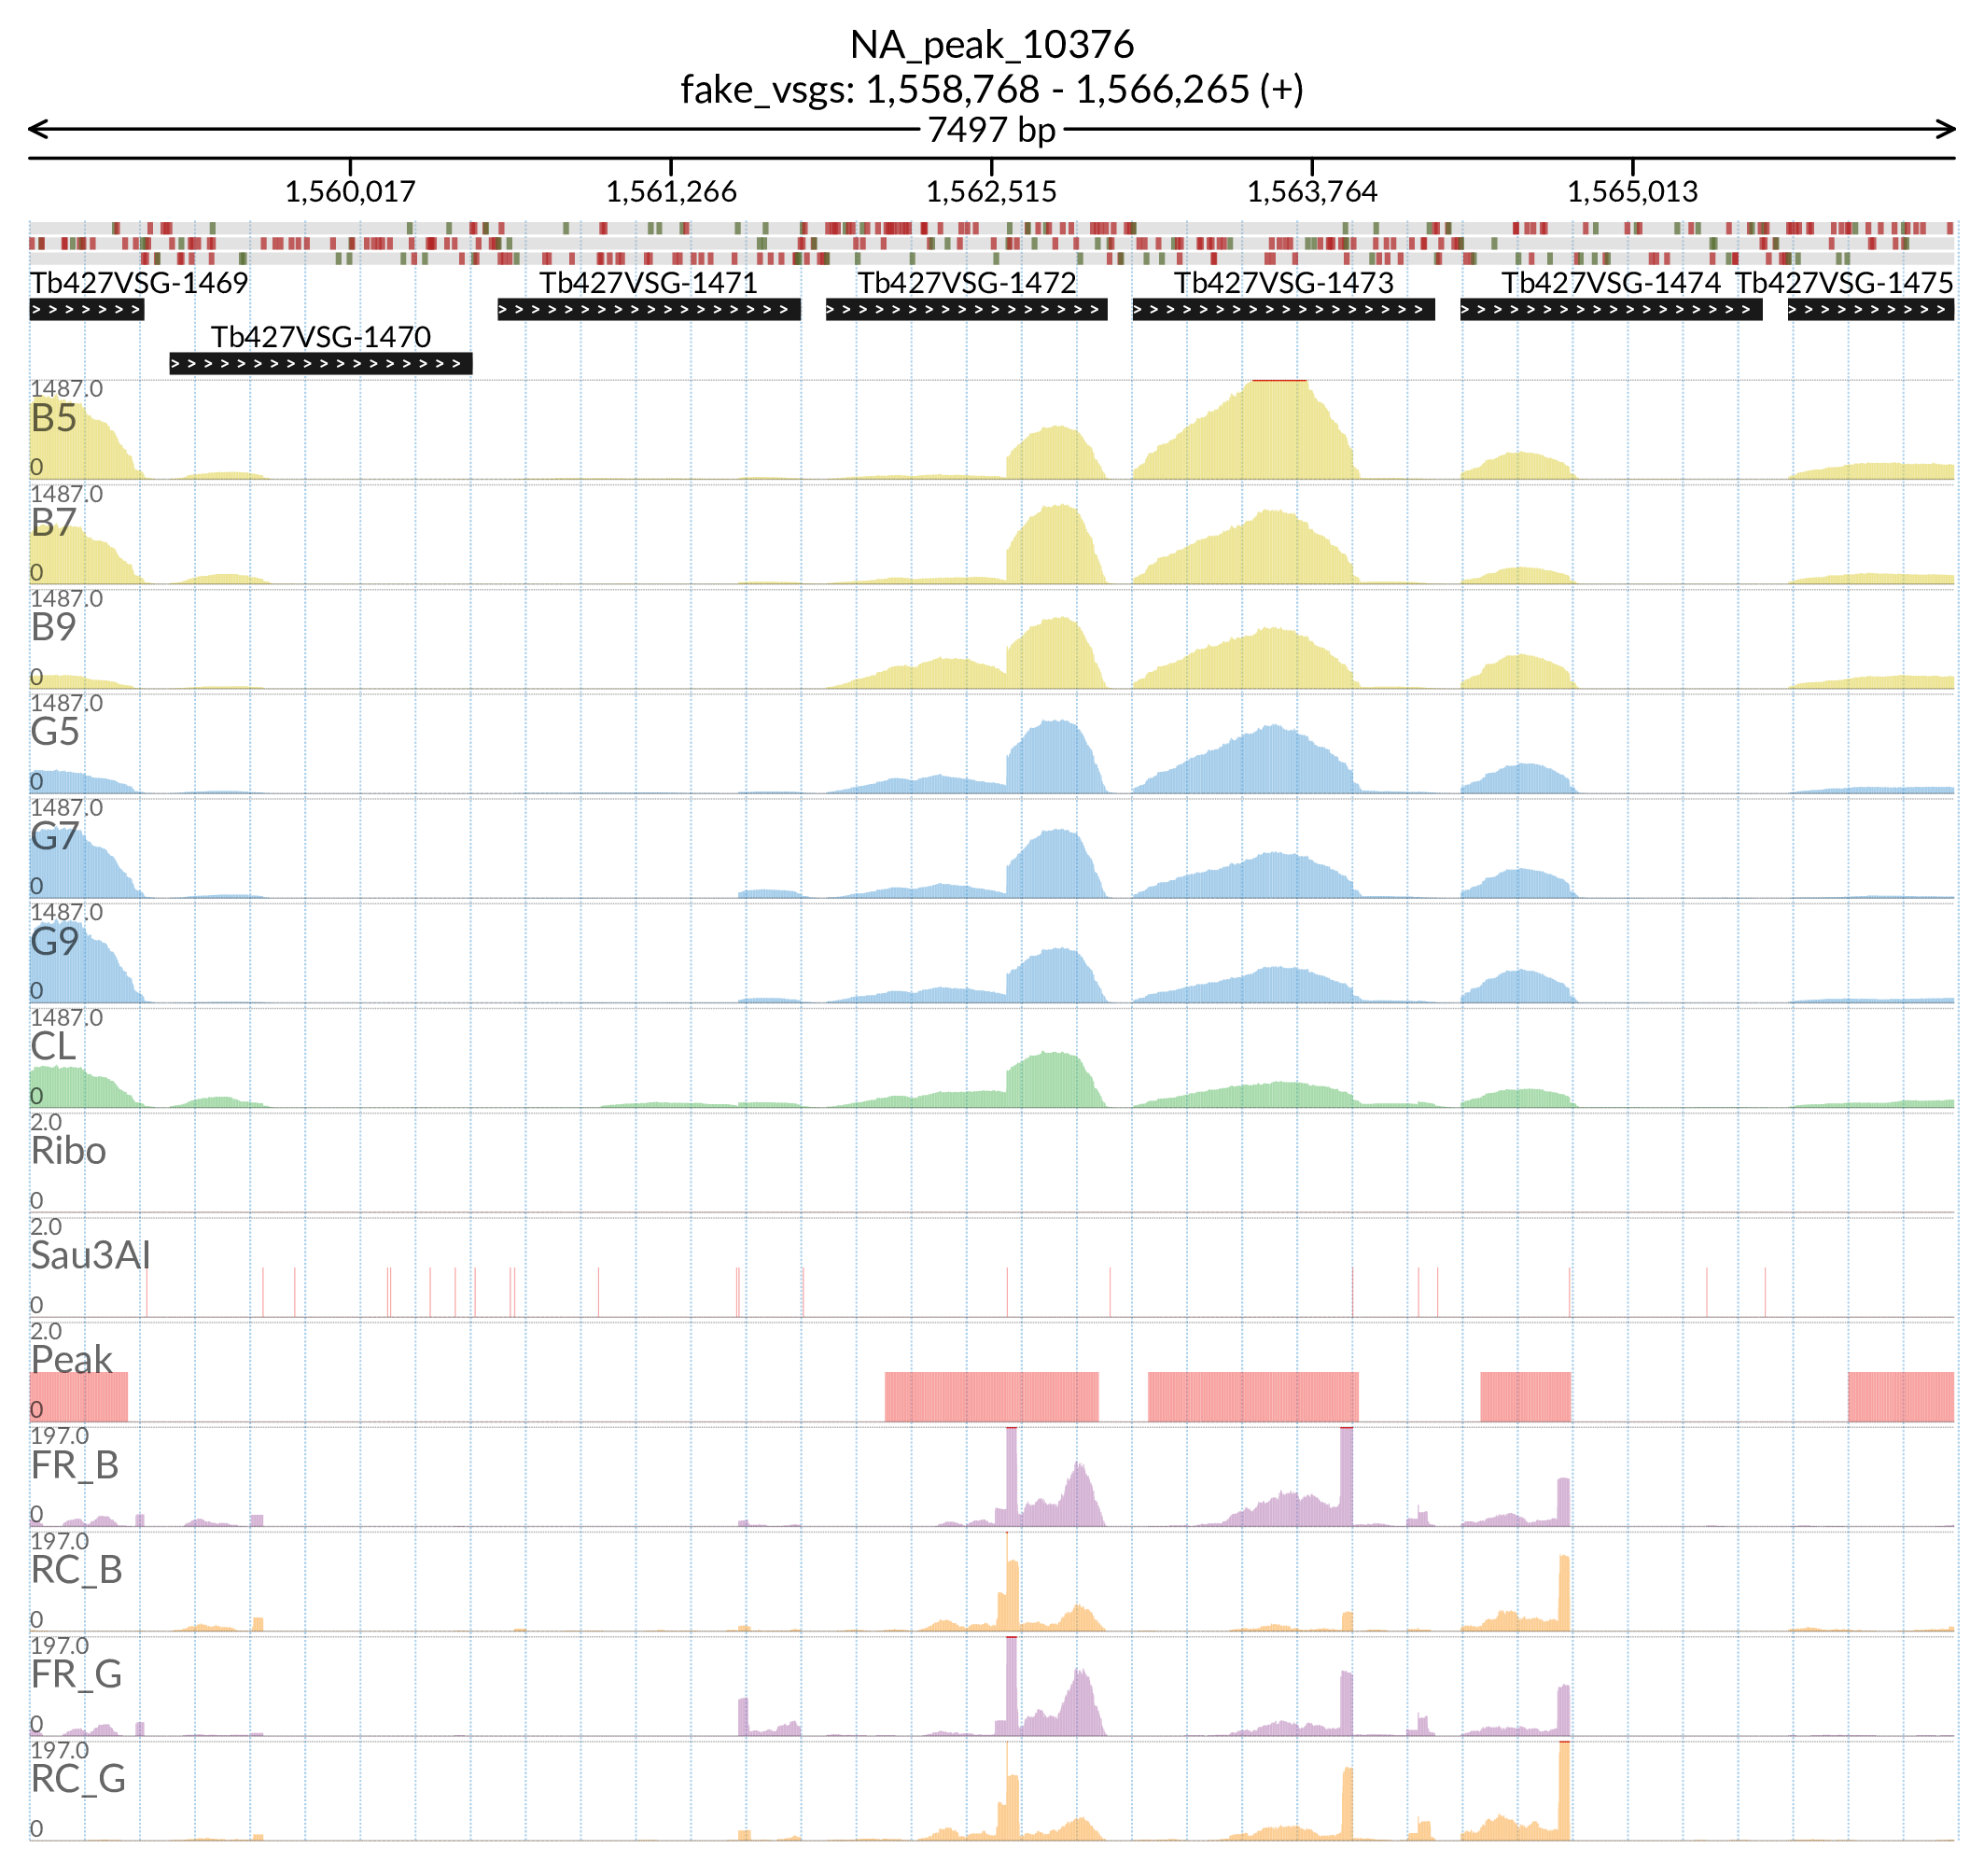 NA_peak_10376
fake_vsgs: 1,558,768 - 1,566,265 (+)
7497 bp
1,560,017 1,561,266 1,562,515 1,563,764 1,565,013
Tb427VSG-1469 Tb427VSG-1471 Tb427VSG-1472 Tb427VSG-1473 Tb427VSG-1474 Tb427VSG-1475
Tb427VSG-1470
1487.0
B5
0
1487.0
B7
0
1487.0
B9
0
1487.0
G5
0
1487.0
G7
0
1487.0
G9
0
1487.0
CL
0
2.0
Ribo
0
2.0
Sau3AI
0
2.0
Peak
0
197.0
FR_B
0
197.0
RC_B
0
197.0
FR_G
0
197.0
RC_G
0